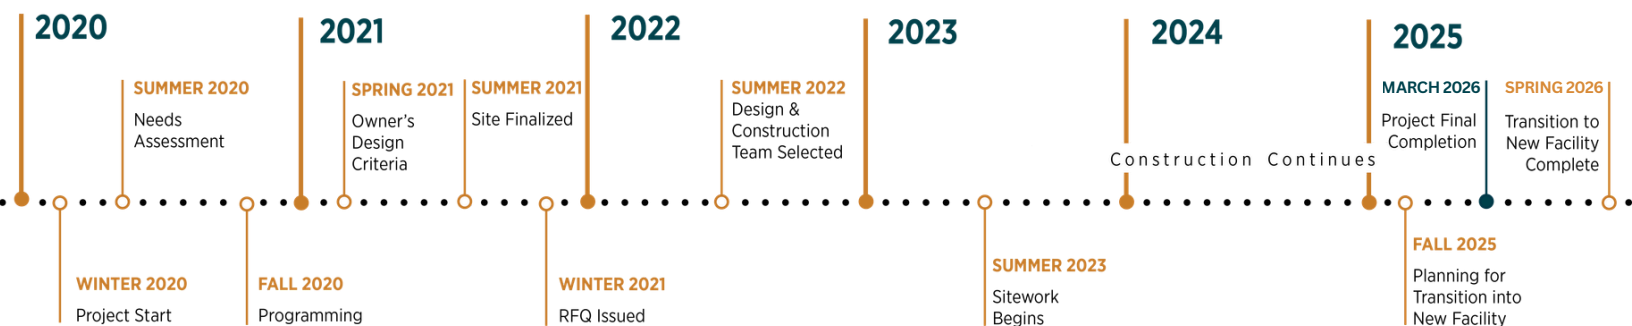 2020
2021
2022
2023
2024
2025
SUMMER 2020
Needs
Assessment
SPRING 2021
Owner's
Design
Criteria
SUMMER 2021
Site Finalized
SUMMER 2022
Design &
Construction
Team Selected
Construction Continues
MARCH 2026
Project Final
Completion
SPRING 2026
Transition to
New Facility
Complete
WINTER 2020
Project Start
FALL 2020
Programming
WINTER 2021
RFQ Issued
SUMMER 2023
Sitework
Begins
FALL 2025
Planning for
Transition into
New Facility